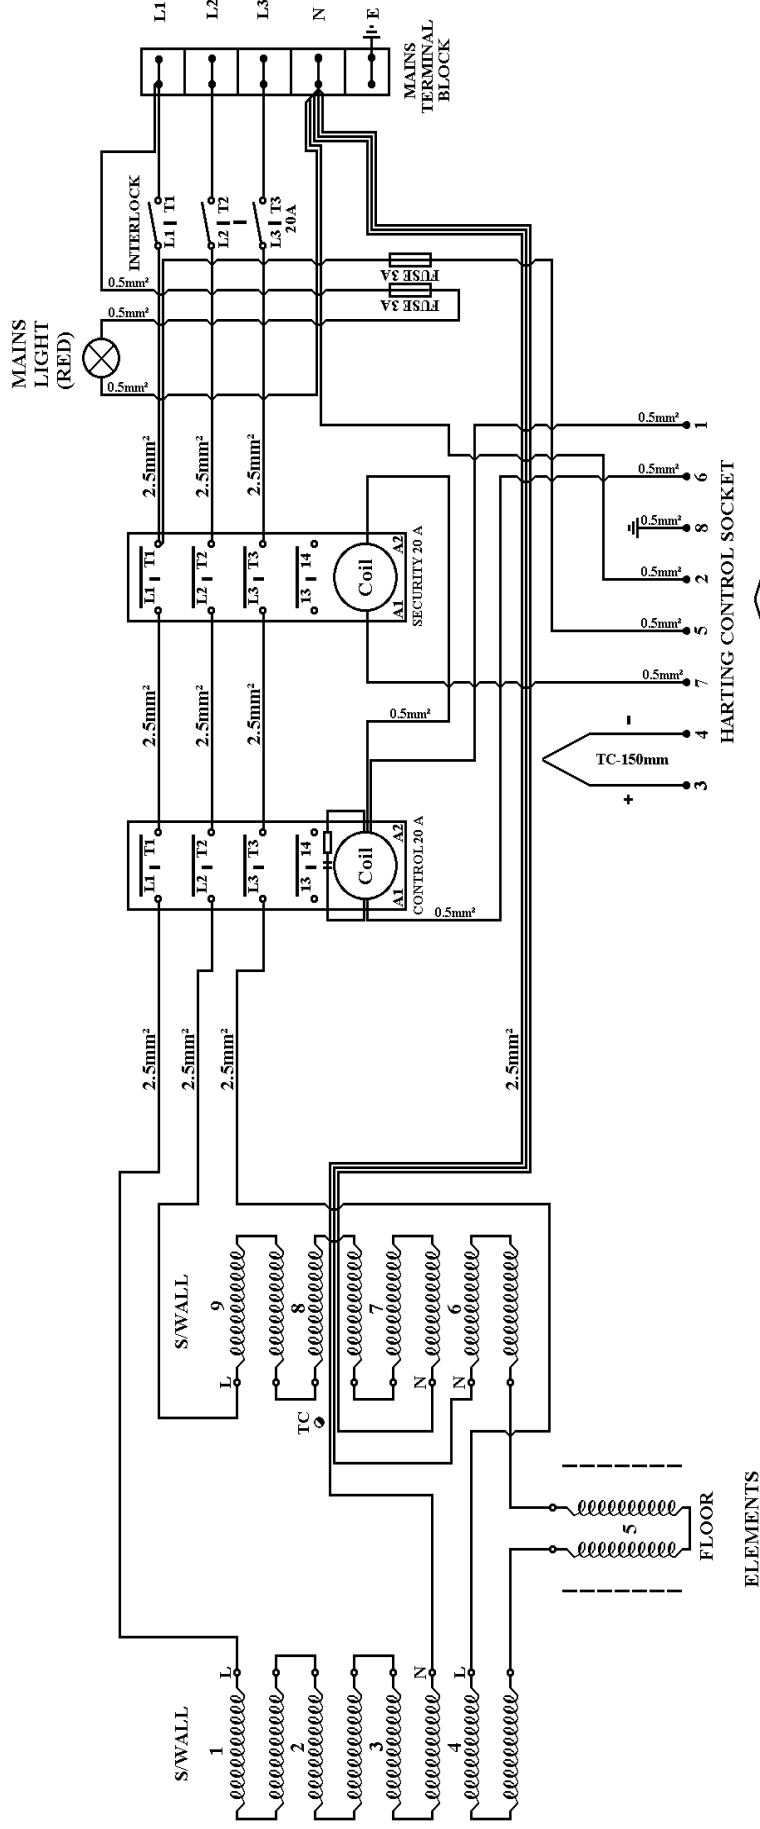 L1
L2
L3
N
E
MAINS
TERMINAL
BLOCK
INTERLOCK
L1 T1
L2 T2
L3 T3
20A
FUSE 3A
FUSE 3A
0.5mm²
0.5mm²
0.5mm²
MAINS
LIGHT
(RED)
2.5mm²
2.5mm²
2.5mm²
L1 T1
L2 T2
L3 T3
13 14
Coil
A1 A2
SECURITY 20 A
2.5mm²
2.5mm²
2.5mm²
0.5mm²
L1 T1
L2 T2
L3 T3
13 14
Coil
A1 A2
CONTROL 20 A
0.5mm²
0.5mm² 1
0.5mm² 6
0.5mm² 8
0.5mm² 2
0.5mm² 5
0.5mm² 7
- 4
TC-150mm
+ 3
HARTING CONTROL SOCKET
2.5mm²
2.5mm²
2.5mm²
2.5mm²
S/WALL
9
8
7
6
L
N
N
TC
S/WALL
1
2
3
4
L
N
L
5
FLOOR
ELEMENTS